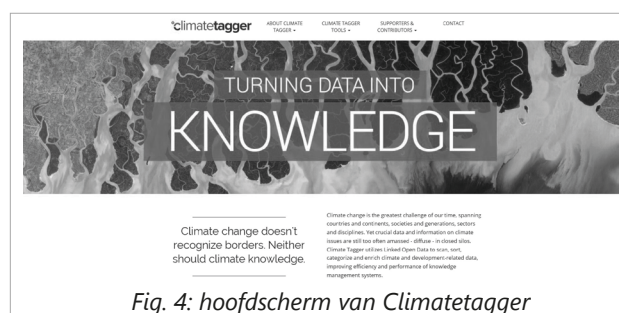 °climatetagger
ABOUT CLIMATE
TAGGER
CLIMATE TAGGER
TOOLS
SUPPORTERS &
CONTRIBUTORS
CONTACT
TURNING DATA INTO
KNOWLEDGE
Climate change doesn't
recognize borders. Neither
should climate knowledge.
Climate change is the greatest challenge of our time, spanning
countries and continents, societies and generations, sectors
and disciplines. Yet crucial data and information on climate
issues are still too often amassed - diffuse - in closed silos.
Climate Tagger utilizes Linked Open Data to scan, sort,
categorize and enrich climate and development-related data,
improving efficiency and performance of knowledge
management systems.
Fig. 4: hoofdscherm van Climatetagger